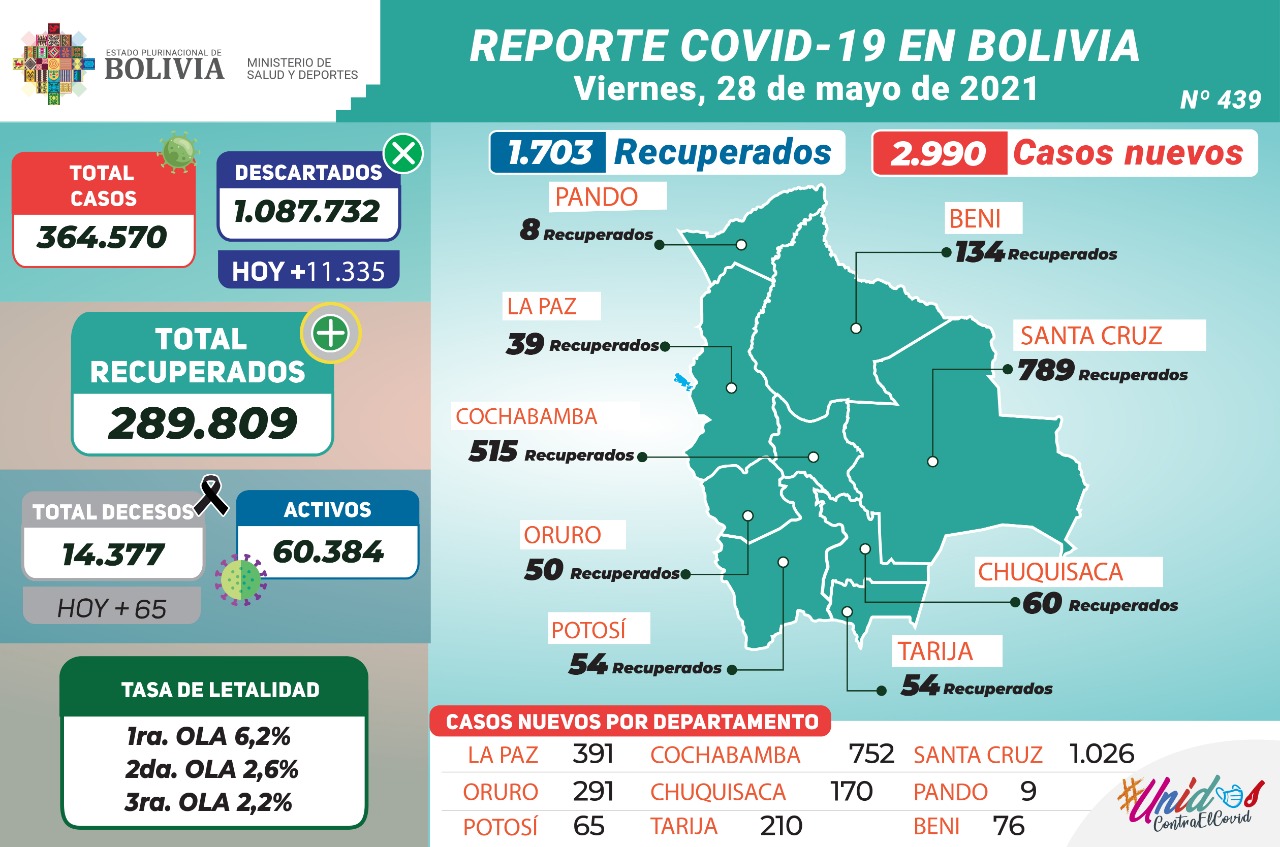 ESTADO PLURINACIONAL DE
BOLIVIA
MINISTERIO DE
SALUD Y DEPORTES
REPORTE COVID-19 EN BOLIVIA
Viernes, 28 de mayo de 2021
Nº 439
TOTAL
CASOS
364.570
DESCARTADOS
1.087.732
HOY +11.335
TOTAL
RECUPERADOS
289.809
TOTAL DECESOS
14.377
HOY + 65
ACTIVOS
60.384
TASA DE LETALIDAD
1ra. OLA 6,2%
2da. OLA 2,6%
3ra. OLA 2,2%
1.703 Recuperados
2.990 Casos nuevos
PANDO
8 Recuperados
BENI
134 Recuperados
LA PAZ
39 Recuperados
SANTA CRUZ
789 Recuperados
COCHABAMBA
515 Recuperados
ORURO
50 Recuperados
CHUQUISACA
60 Recuperados
POTOSÍ
54 Recuperados
TARIJA
54 Recuperados
CASOS NUEVOS POR DEPARTAMENTO
LA PAZ 391 COCHABAMBA 752 SANTA CRUZ 1.026
ORURO 291 CHUQUISACA 170 PANDO 9
POTOSÍ 65 TARIJA 210 BENI 76
#Unidos
ContraElCovid